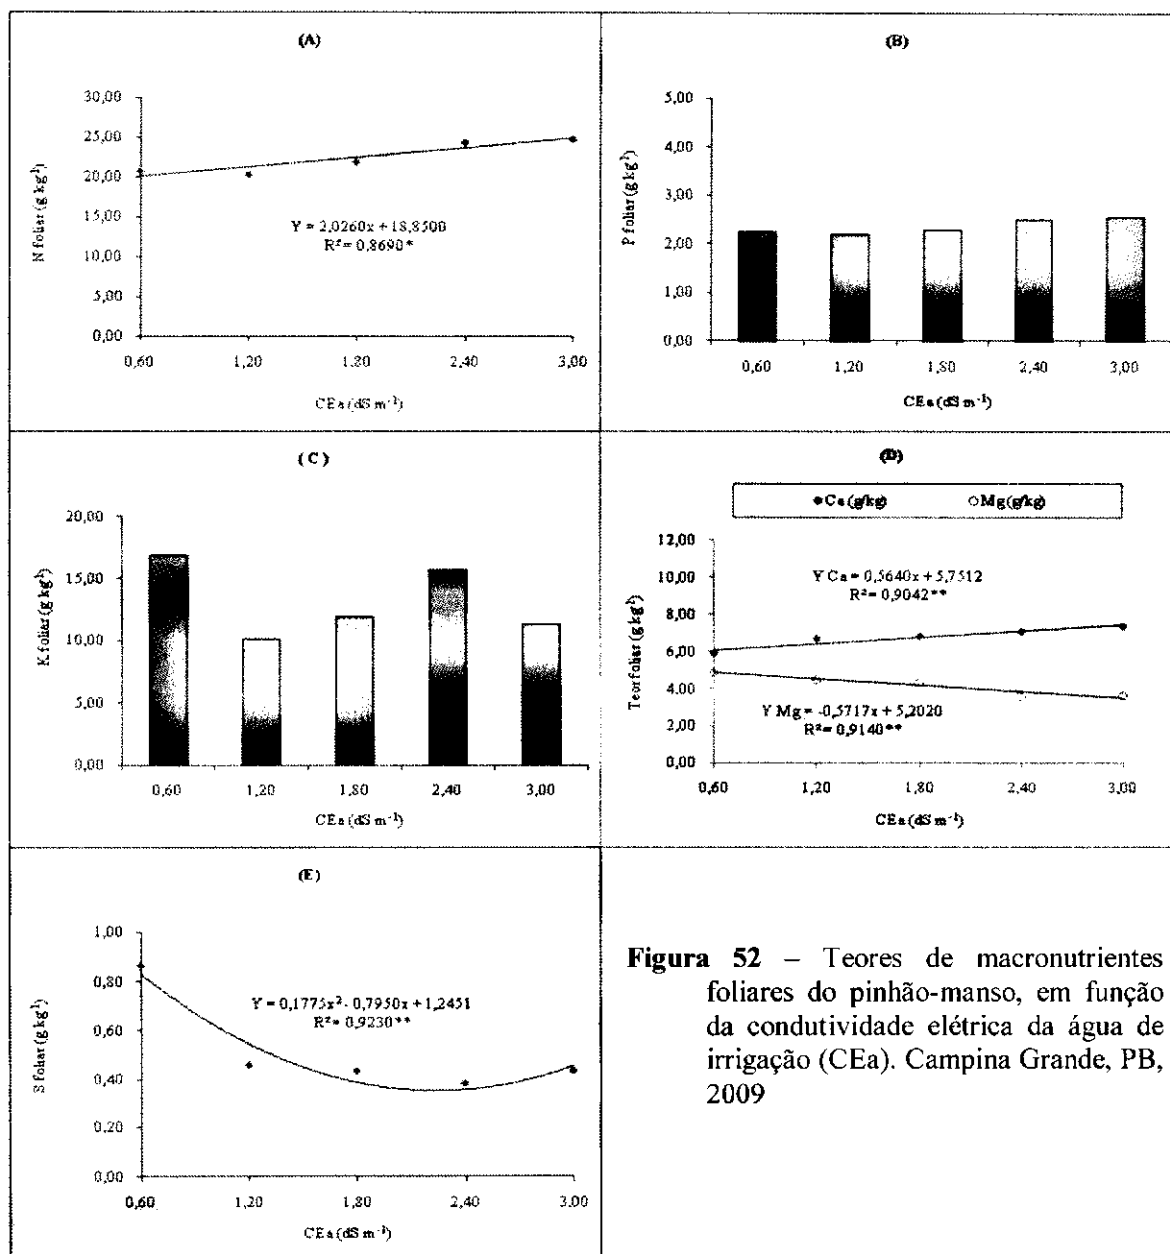 (A)
30,00
25,00
20,00
15,00
10,00
5,00
0,00
N foliar (g kg¹)
Y = 2,0260x + 18,8500
R² = 0,8690*
0,60 1,20 1,80 2,40 3,00
CEa (dS m⁻¹)
(B)
5,00
4,00
3,00
2,00
1,00
0,00
P foliar (g kg¹)
0,60 1,20 1,80 2,40 3,00
CEa (dS m⁻¹)
(C)
20,00
15,00
10,00
5,00
0,00
K foliar (g kg¹)
0,60 1,20 1,80 2,40 3,00
CEa (dS m⁻¹)
(D)
Ca (g/kg) Mg (g/kg)
12,00
10,00
8,00
6,00
4,00
2,00
0,00
Teor foliar (g kg¹)
Y Ca = 0,5640x + 5,7512
R² = 0,9042**
Y Mg = -0,5717x + 5,2020
R² = 0,9140**
0,60 1,20 1,80 2,40 3,00
CEa (dS m⁻¹)
(E)
1,00
0,80
0,60
0,40
0,20
0,00
S foliar (g kg¹)
Y = 0,1775x² - 0,7950x + 1,2451
R² = 0,9230**
0,60 1,20 1,80 2,40 3,00
CEa (dS m⁻¹)
Figura 52 – Teores de macronutrientes
foliares do pinhão-manso, em função
da condutividade elétrica da água de
irrigação (CEa). Campina Grande, PB,
2009